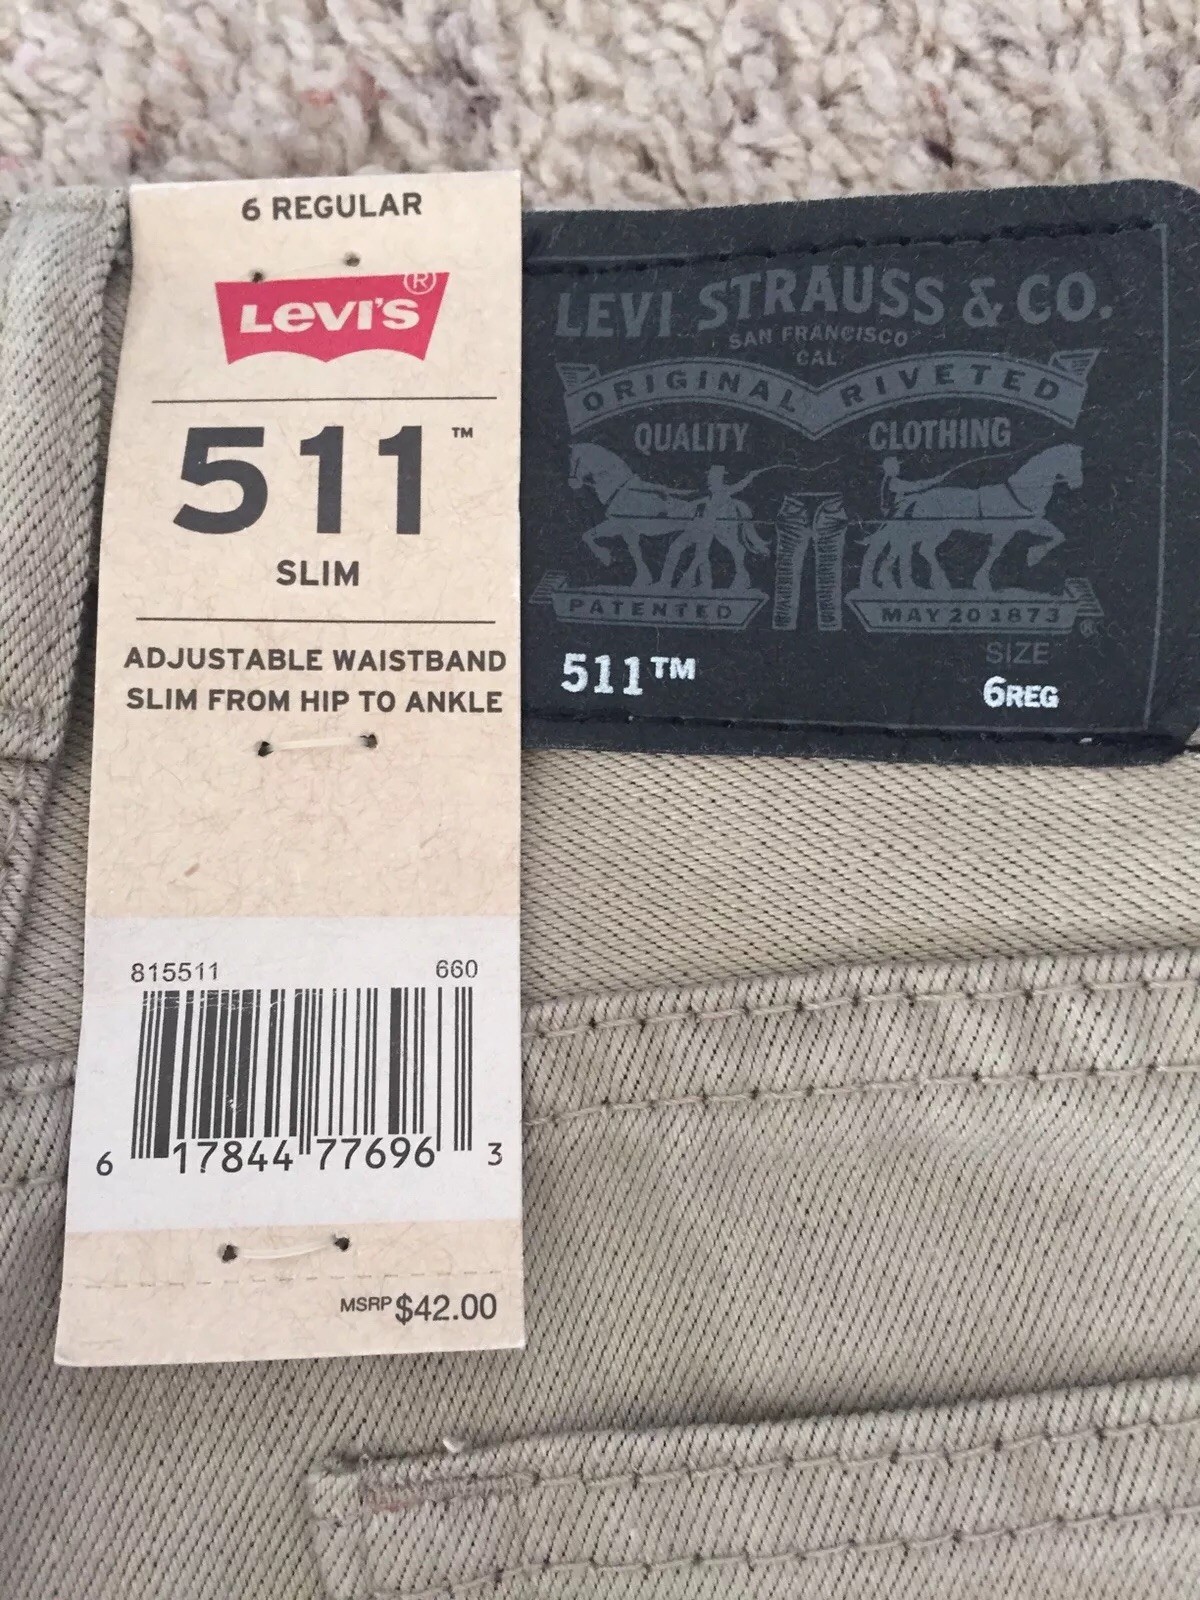 6 REGULAR
LEVI'S®
511™
SLIM
ADJUSTABLE WAISTBAND
SLIM FROM HIP TO ANKLE
815511 660
6 17844 77696 3
MSRP $42.00
LEVI STRAUSS & CO.
SAN FRANCISCO
CAL
ORIGINAL RIVETED
QUALITY CLOTHING
PATENTED MAY 20 1873 ®
SIZE
511™ 6REG